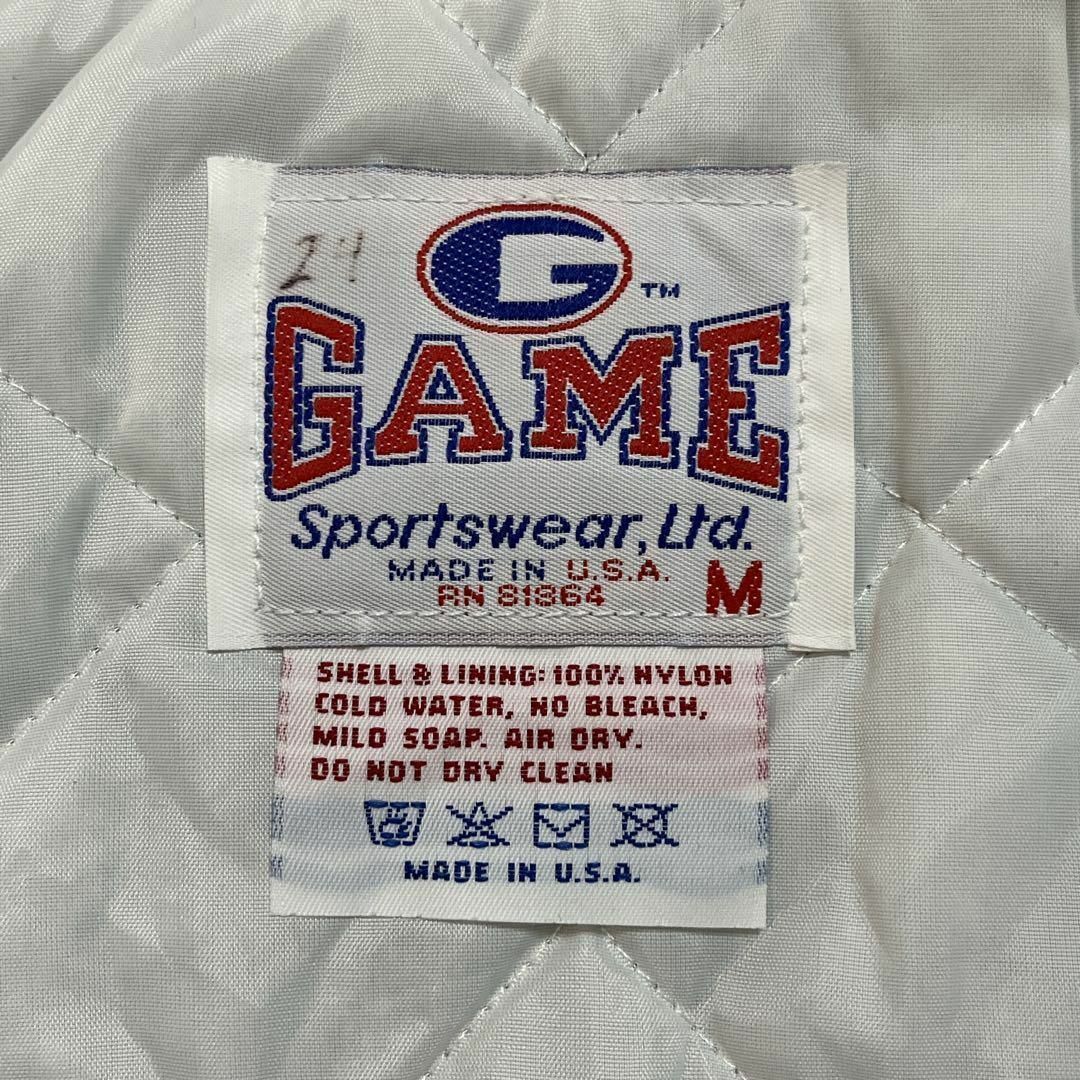 24
G TM
GAME
Sportswear, Ltd.
MADE IN U.S.A.
RN 81864 M
SHELL & LINING: 100% NYLON
COLD WATER, NO BLEACH,
MILD SOAP. AIR DRY.
DO NOT DRY CLEAN
MADE IN U.S.A.